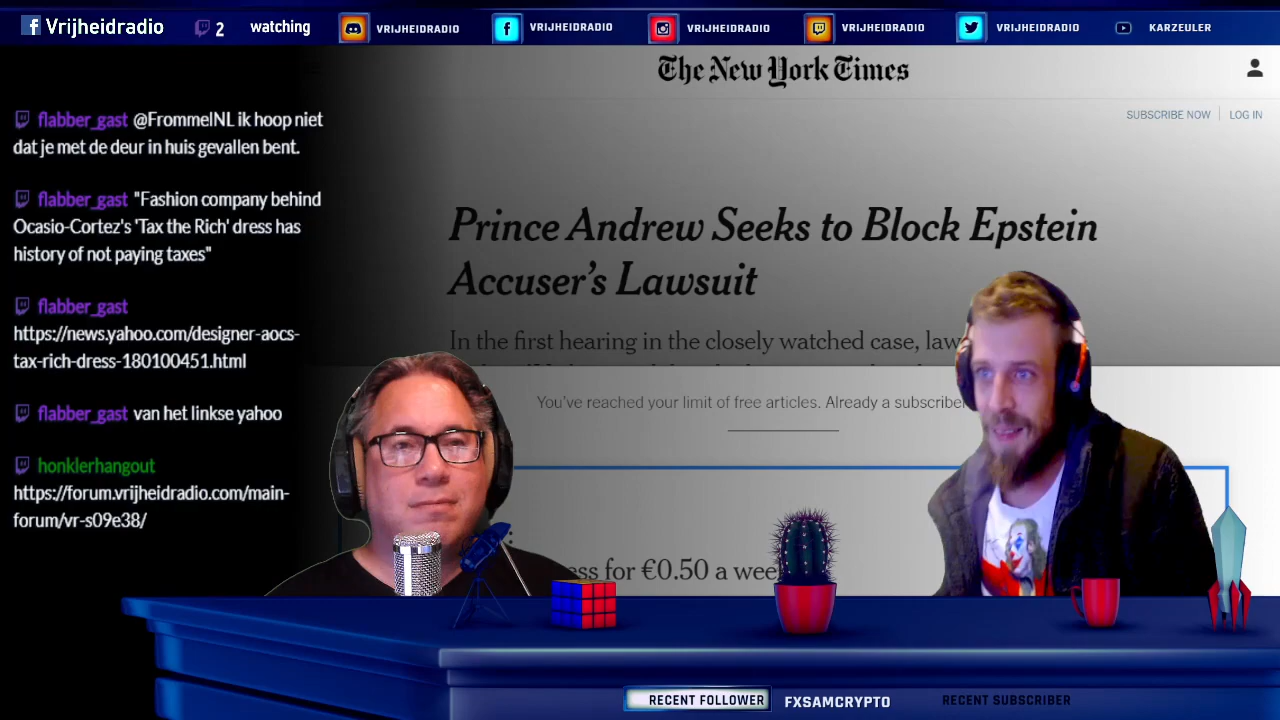 Vrijheidradio
2
watching
VRIJHEIDRADIO
VRIJHEIDRADIO
VRIJHEIDRADIO
VRIJHEIDRADIO
VRIJHEIDRADIO
KARZEULER
The New York Times
SUBSCRIBE NOW
LOG IN
flabber_gast @FrommelNL ik hoop niet
dat je met de deur in huis gevallen bent.
flabber_gast "Fashion company behind
Ocasio-Cortez's 'Tax the Rich' dress has
history of not paying taxes"
flabber_gast
https://news.yahoo.com/designer-aocs-
tax-rich-dress-180100451.html
flabber_gast van het linkse yahoo
honklerhangout
https://forum.vrijheidradio.com/main-
forum/vr-s09e38/
Prince Andrew Seeks to Block Epstein
Accuser's Lawsuit
In the first hearing in the closely watched case,
You've reached your limit of free articles. Already a subscriber
for €0.50 a
RECENT FOLLOWER
FXSAMCRYPTO
RECENT SUBSCRIBER